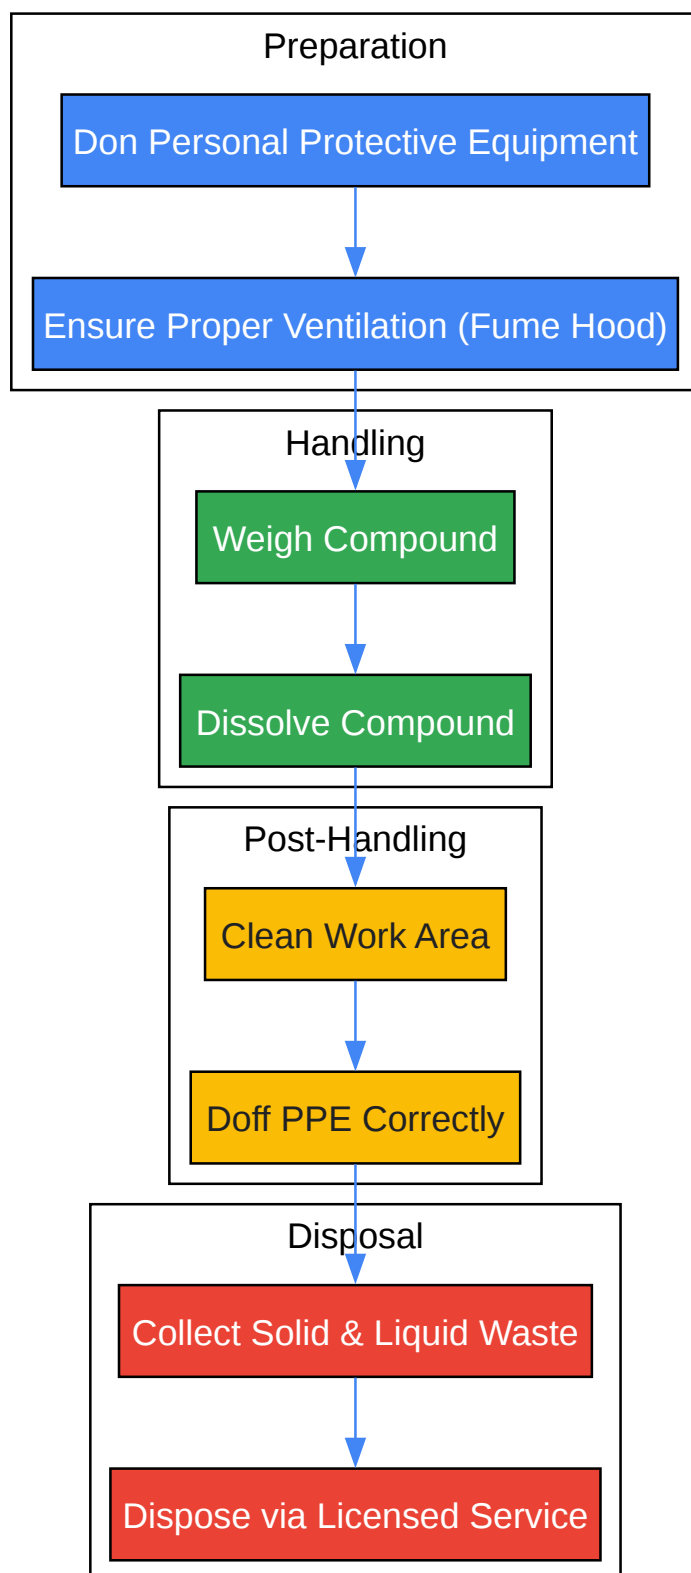 Preparation
Don Personal Protective Equipment
Ensure Proper Ventilation (Fume Hood)
Handling
Weigh Compound
Dissolve Compound
Post-Handling
Clean Work Area
Doff PPE Correctly
Disposal
Collect Solid & Liquid Waste
Dispose via Licensed Service